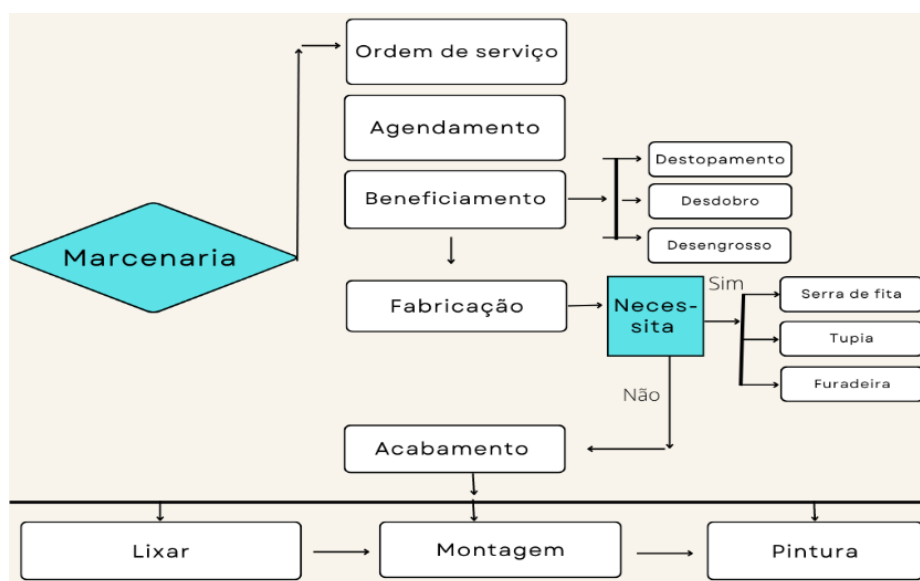 Ordem de serviço
Agendamento
Destopamento
Beneficiamento
Desdobro
Desengrosso
Marcenaria
Sim
Serra de fita
Fabricação
Neces-
sita
Tupia
Furadeira
Não
Acabamento
Lixar
Montagem
Pintura